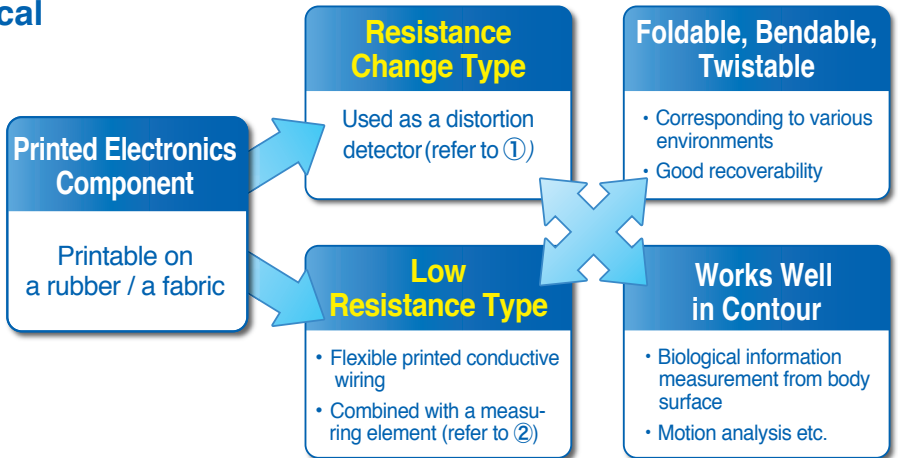 cal
Printed Electronics
Component
Printable on
a rubber / a fabric
Resistance
Change Type
Used as a distortion
detector (refer to ①)
Low
Resistance Type
・Flexible printed conductive
wiring
・Combined with a measu-
ring element (refer to ②)
Foldable, Bendable,
Twistable
・Corresponding to various
environments
・Good recoverability
Works Well
in Contour
・Biological information
measurement from body
surface
・Motion analysis etc.